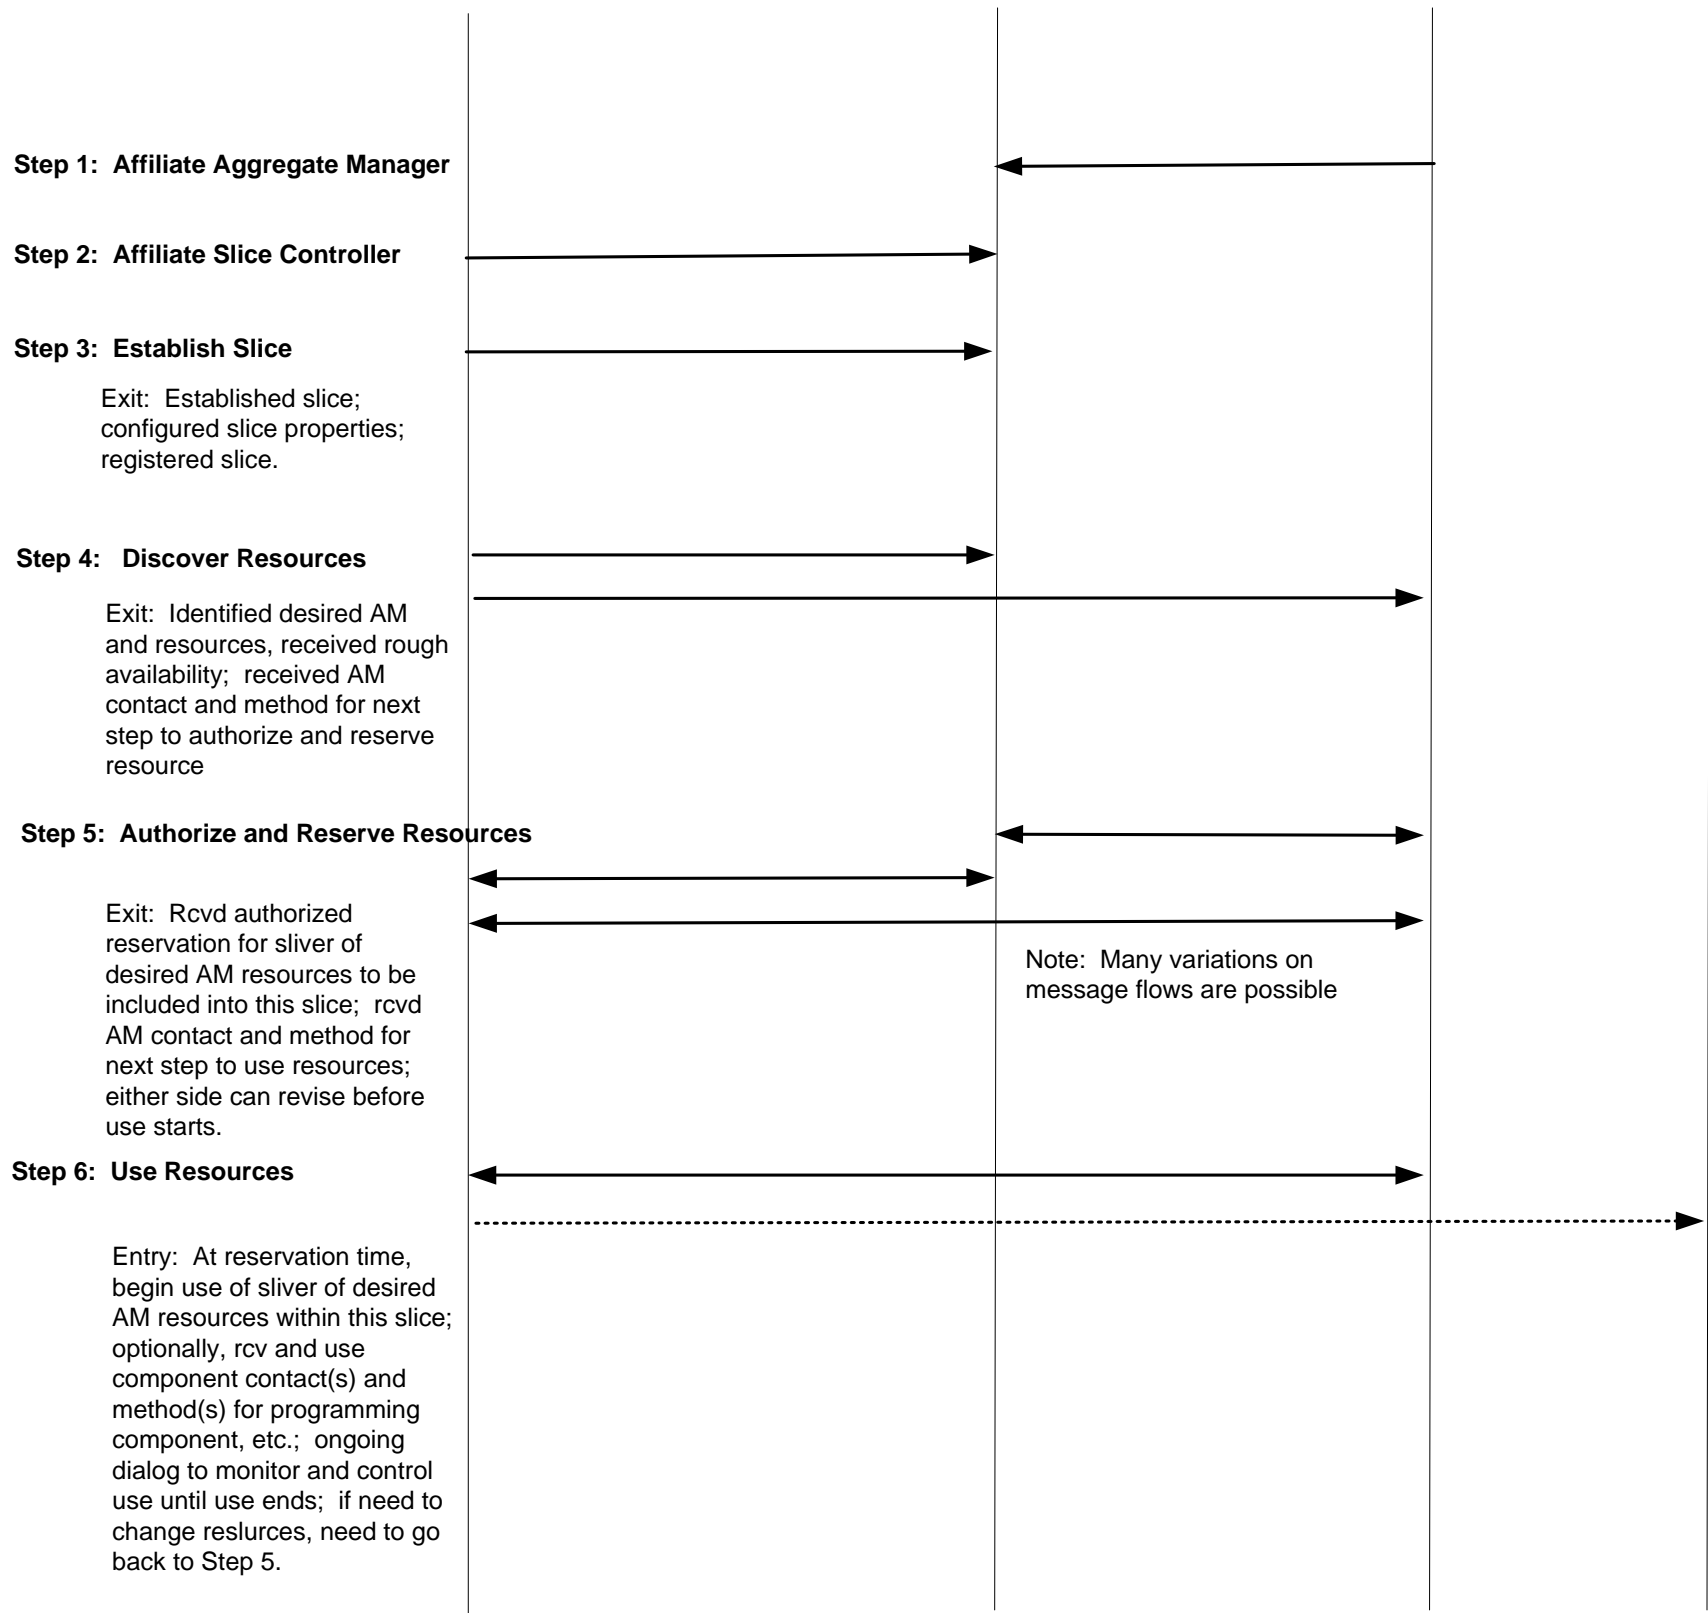 Step 1:  Affiliate Aggregate Manager
Step 2:  Affiliate Slice Controller
Step 3:  Establish Slice
Exit:  Established slice;
configured slice properties;
registered slice.
Step 4:   Discover Resources
Exit:  Identified desired AM
and resources, received rough
availability;  received AM
contact and method for next
step to authorize and reserve
resource
Step 5:  Authorize and Reserve Resources
Exit:  Rcvd authorized
reservation for sliver of
desired AM resources to be
included into this slice;  rcvd
AM contact and method for
next step to use resources;
either side can revise before
use starts.
Note:  Many variations on
message flows are possible
Step 6:  Use Resources
Entry:  At reservation time,
begin use of sliver of desired
AM resources within this slice;
optionally, rcv and use
component contact(s) and
method(s) for programming
component, etc.;  ongoing
dialog to monitor and control
use until use ends;  if need to
change reslurces, need to go
back to Step 5.